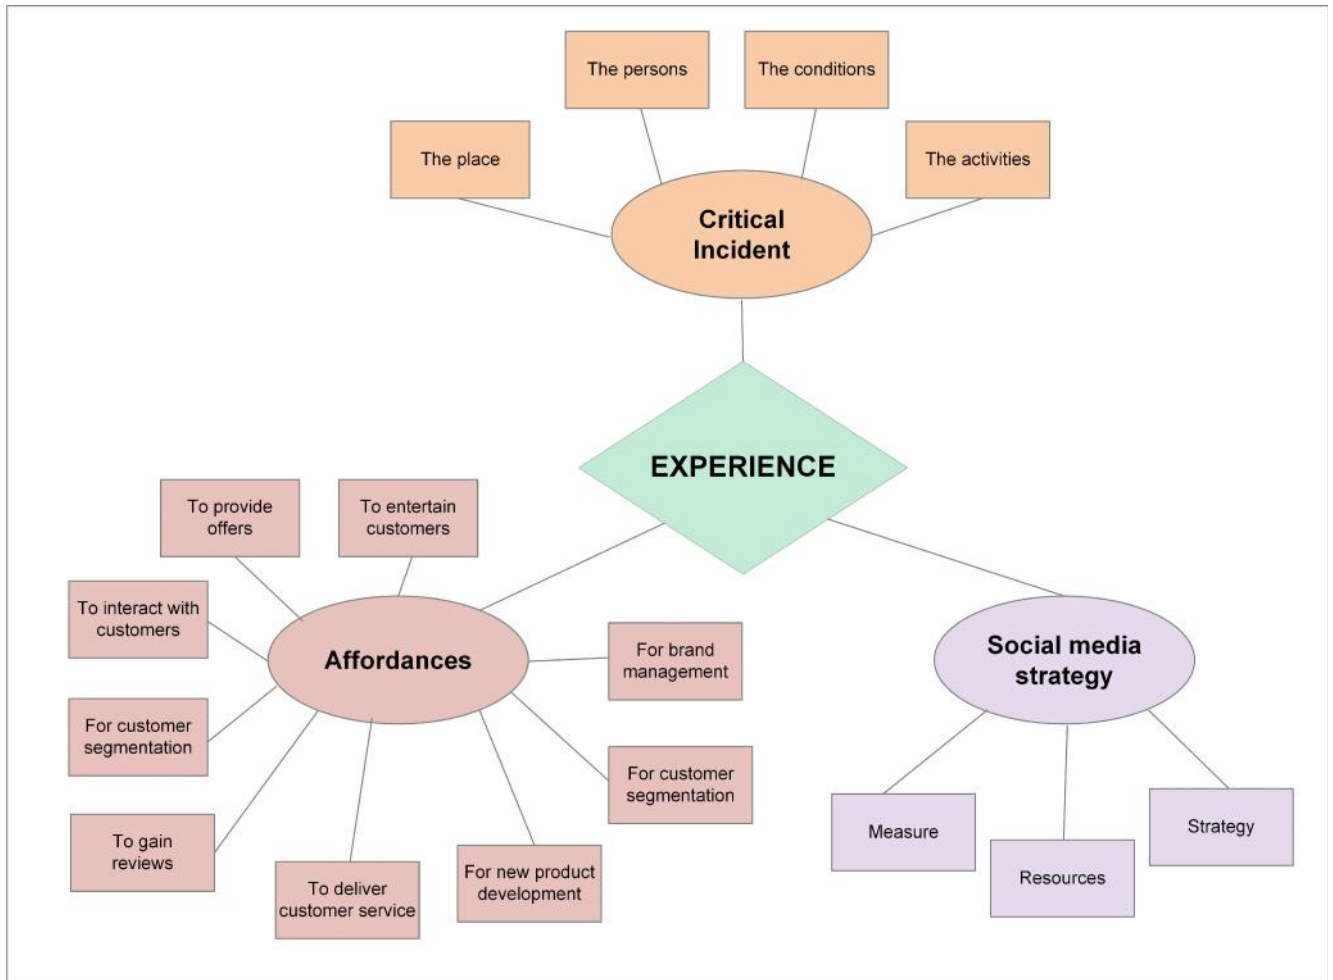 The persons
The conditions
The place
The activities
Critical
Incident
EXPERIENCE
To provide
offers
To entertain
customers
To interact with
customers
Affordances
For brand
management
For customer
segmentation
For customer
segmentation
To gain
reviews
To deliver
customer service
For new product
development
Social media
strategy
Measure
Resources
Strategy